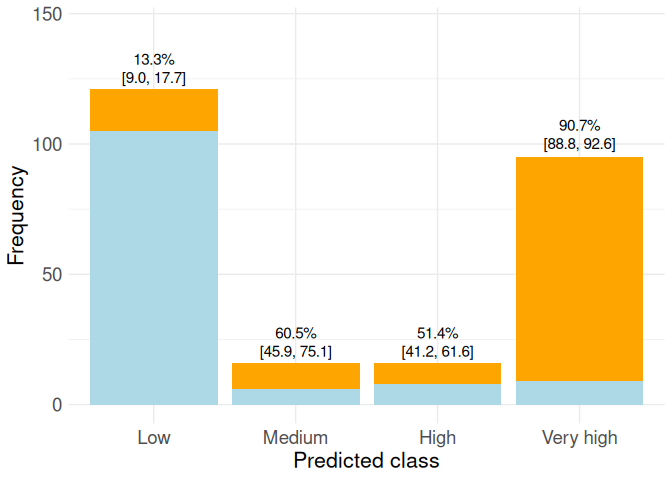 150
100
50
0
Frequency
13.3%
[9.0, 17.7]
60.5%
[45.9, 75.1]
51.4%
[41.2, 61.6]
90.7%
[88.8, 92.6]
Low
Medium
High
Very high
Predicted class